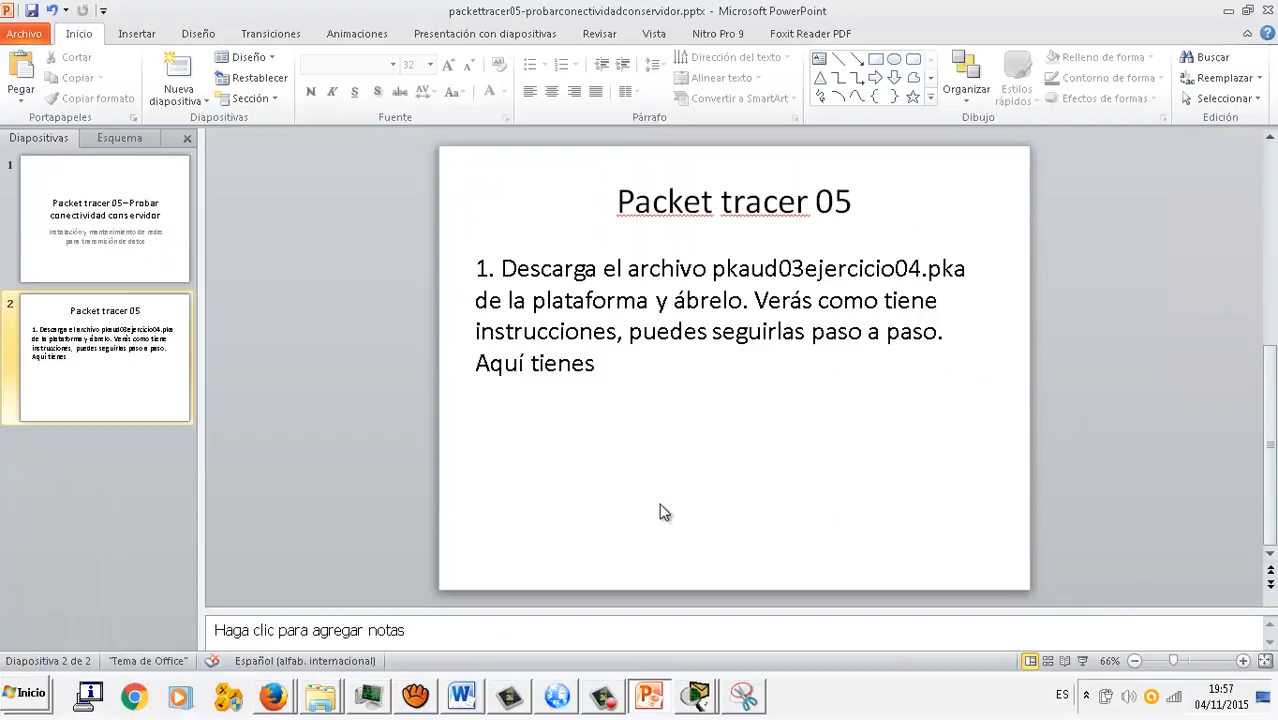 packettracer05-probarconectividadconservidor.pptx - Microsoft PowerPoint
Archivo Inicio Insertar Diseño Transiciones Animaciones Presentación con diapositivas Revisar Vista Nitro Pro 9 Foxit Reader PDF
Pegar
Cortar
Copiar
Copiar formato
Portapapeles
Nueva
diapositiva
Diseño
Restablecer
Sección
Diapositivas
32
N K S S abc AV Aa A
Fuente
Dirección del texto
Alinear texto
Convertir a SmartArt
Párrafo
Organizar
Estilos
rápidos
Relleno de forma
Contorno de forma
Efectos de formas
Dibujo
Buscar
Reemplazar
Seleccionar
Edición
Diapositivas Esquema
1
Packet tracer 05–Probar
conectividad con servidor
Instalación y mantenimiento de redes
para transmisión de datos
2
Packet tracer 05
1. Descarga el archivo pkaud03ejercicio04.pka
de la plataforma y ábrelo. Verás como tiene
instrucciones, puedes seguirlas paso a paso.
Aquí tienes
Packet tracer 05
1. Descarga el archivo pkaud03ejercicio04.pka
de la plataforma y ábrelo. Verás como tiene
instrucciones, puedes seguirlas paso a paso.
Aquí tienes
Haga clic para agregar notas
Diapositiva 2 de 2 "Tema de Office" Español (alfab. internacional) 66%
Inicio ES 19:57
04/11/2015